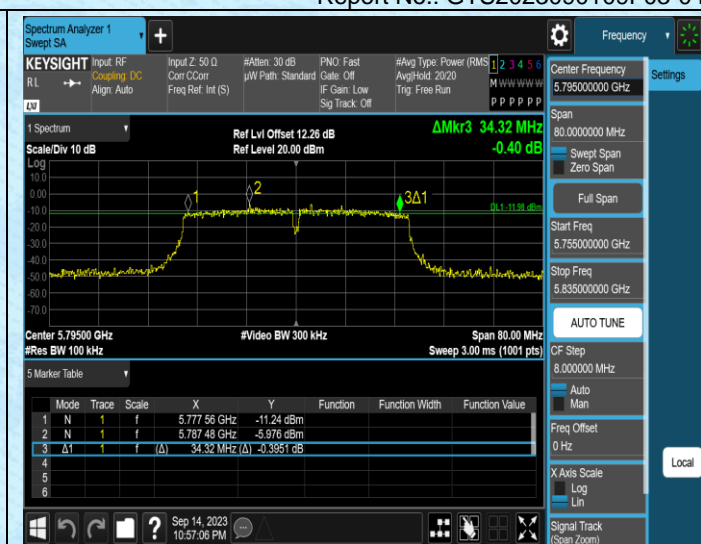 Spectrum Analyzer 1
Swept SA
Frequency
KEYSIGHT
RL
LXI
Input: RF
Coupling: DC
Align: Auto
Input Z: 50 Ω
Corr CCorr
Freq Ref: Int (S)
#Atten: 30 dB
µW Path: Standard
PNO: Fast
Gate: Off
IF Gain: Low
Sig Track: Off
#Avg Type: Power (RMS
Avg|Hold: 20/20
Trig: Free Run
1 2 3 4 5 6
M W W W W W
P P P P P P
Settings
Center Frequency
5.795000000 GHz
Span
80.0000000 MHz
Swept Span
Zero Span
Full Span
Start Freq
5.755000000 GHz
Stop Freq
5.835000000 GHz
AUTO TUNE
CF Step
8.000000 MHz
Auto
Man
Freq Offset
0 Hz
X Axis Scale
Log
Lin
Signal Track
(Span Zoom)
Local
1 Spectrum
Scale/Div 10 dB
Ref Lvl Offset 12.26 dB
Ref Level 20.00 dBm
ΔMkr3 34.32 MHz
-0.40 dB
Log
10.0
0.00
-10.0
-20.0
-30.0
-40.0
-50.0
-60.0
-70.0
1
2
3Δ1
DL1 -11.98 dBm
Center 5.79500 GHz
#Res BW 100 kHz
#Video BW 300 kHz
Span 80.00 MHz
Sweep 3.00 ms (1001 pts)
5 Marker Table
Mode Trace Scale X Y Function Function Width Function Value
1 N 1 f 5.777 56 GHz -11.24 dBm
2 N 1 f 5.787 48 GHz -5.976 dBm
3 Δ1 1 f (Δ) 34.32 MHz (Δ) -0.3951 dB
4
5
6
?
Sep 14, 2023
10:57:06 PM